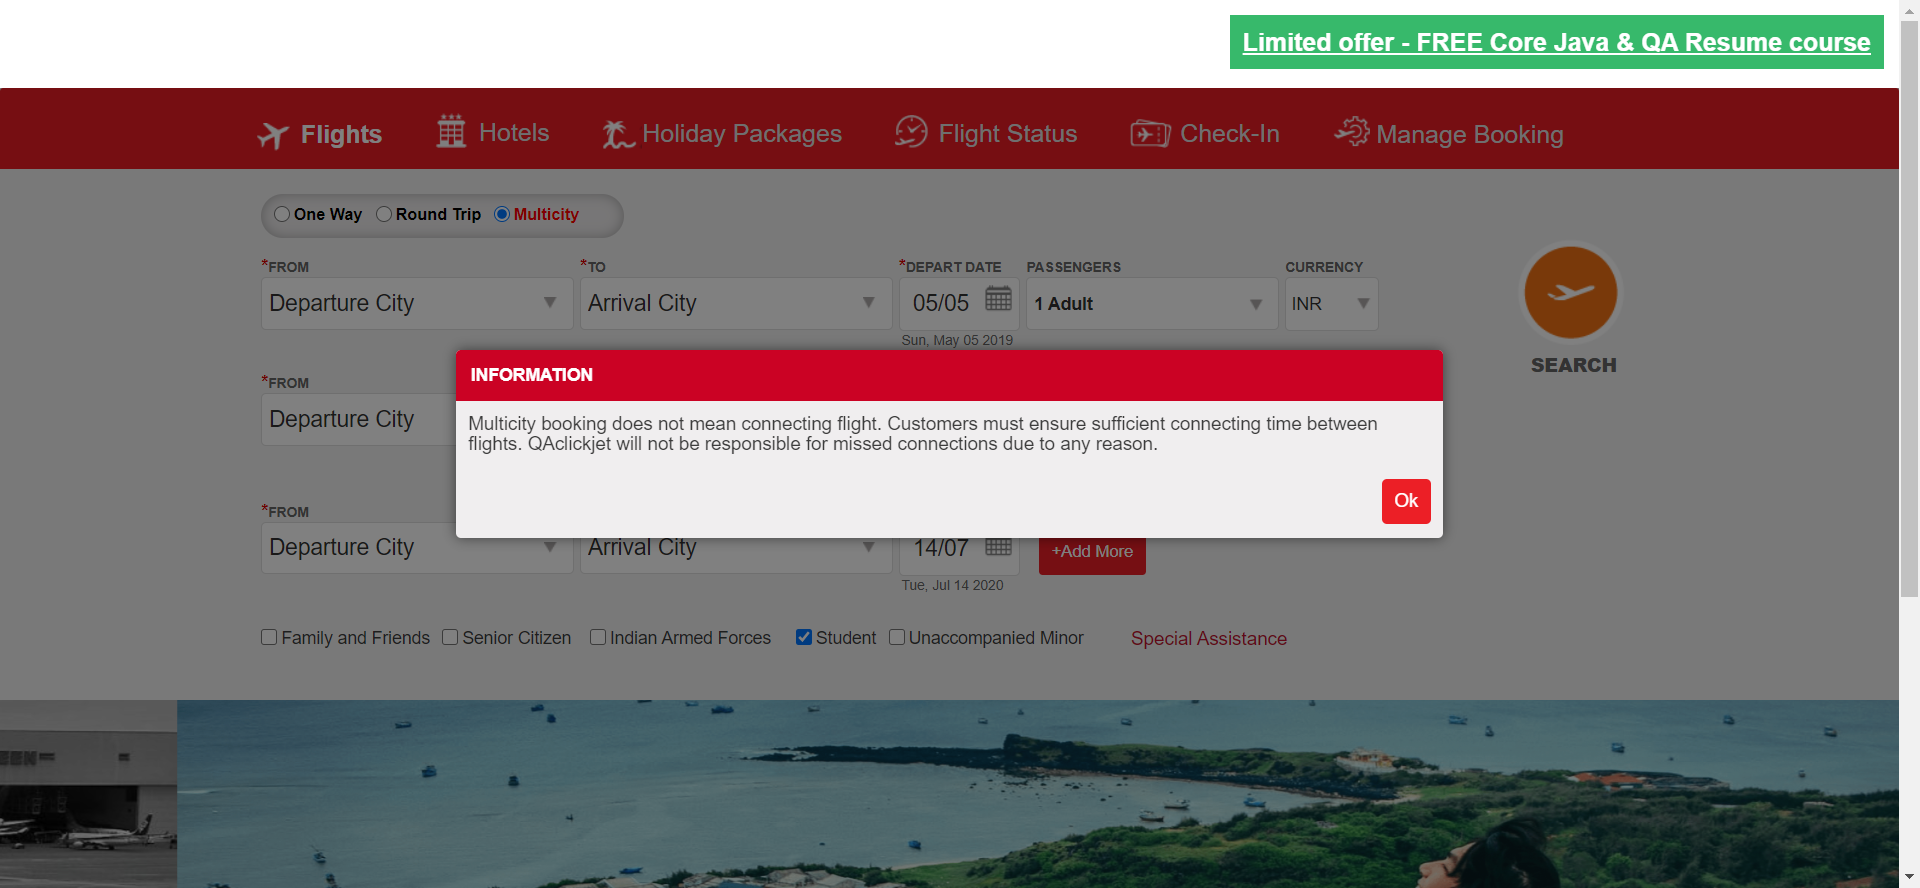 Limited offer - FREE Core Java & QA Resume course
Flights Hotels Holiday Packages Flight Status Check-In Manage Booking
One Way Round Trip Multicity
*FROM *TO *DEPART DATE PASSENGERS CURRENCY
Departure City Arrival City 05/05 1 Adult INR
Sun, May 05 2019
SEARCH
INFORMATION
*FROM
Departure City
Multicity booking does not mean connecting flight. Customers must ensure sufficient connecting time between
flights. QAclickjet will not be responsible for missed connections due to any reason.
Ok
*FROM
Departure City Arrival City 14/07 +Add More
Tue, Jul 14 2020
Family and Friends Senior Citizen Indian Armed Forces Student Unaccompanied Minor Special Assistance